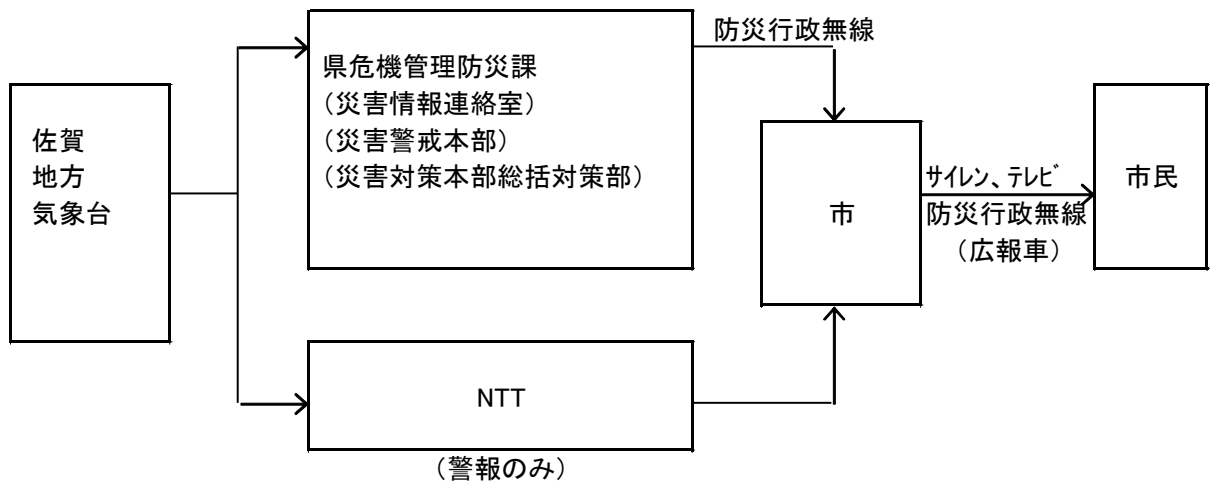 佐賀
地方
気象台
県危機管理防災課
（災害情報連絡室）
（災害警戒本部）
（災害対策本部総括対策部）
防災行政無線
NTT
（警報のみ）
市
サイレン、テレビ
防災行政無線
（広報車）
市民